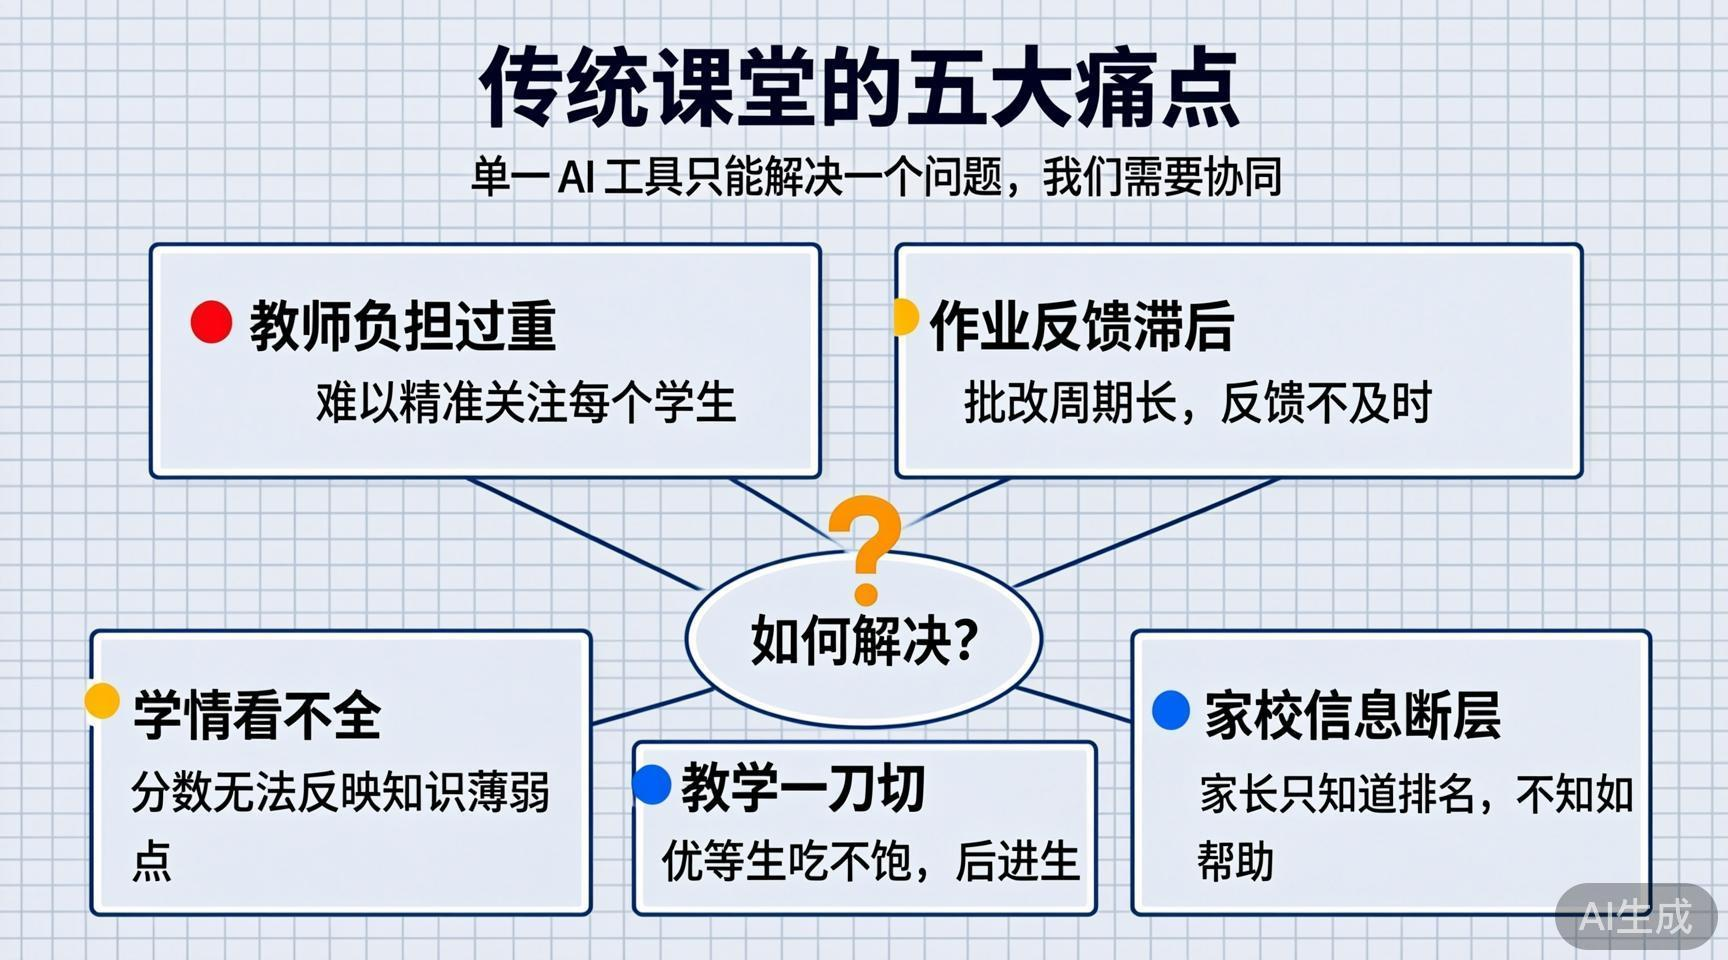 传统课堂的五大痛点
单一 AI 工具只能解决一个问题，我们需要协同
教师负担过重
难以精准关注每个学生
作业反馈滞后
批改周期长，反馈不及时
?
如何解决?
学情看不全
分数无法反映知识薄弱
点
教学一刀切
优等生吃不饱，后进生
家校信息断层
家长只知道排名，不知如
帮助
AI生成